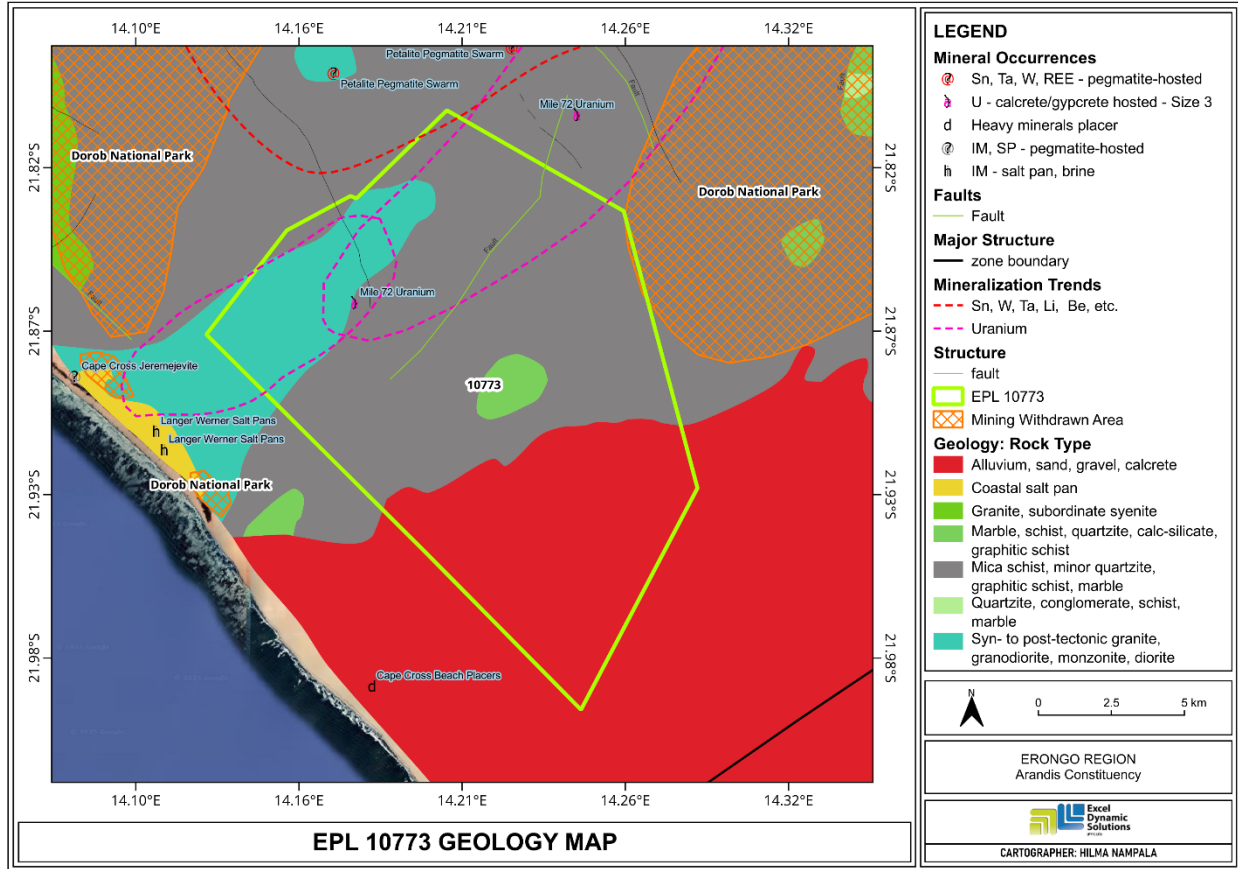 14.10°E 14.16°E 14.21°E 14.26°E 14.32°E
Petalite Pegmatite Swarm
Petalite Pegmatite Swarm
Fault
Mile 72 Uranium
Dorob National Park
21.82°S
21.82°S
Dorob National Park
Fault
Mile 72 Uranium
Fault
21.87°S
21.87°S
Cape Cross Jeremejevite
10773
Langer Werner Salt Pans
Langer Werner Salt Pans
Dorob National Park
21.93°S
21.93°S
21.98°S
21.98°S
Cape Cross Beach Placers
14.10°E 14.16°E 14.21°E 14.26°E 14.32°E
EPL 10773 GEOLOGY MAP
LEGEND
Mineral Occurrences
Sn, Ta, W, REE - pegmatite-hosted
U - calcrete/gypcrete hosted - Size 3
d Heavy minerals placer
IM, SP - pegmatite-hosted
IM - salt pan, brine
Faults
Fault
Major Structure
zone boundary
Mineralization Trends
Sn, W, Ta, Li, Be, etc.
Uranium
Structure
fault
EPL 10773
Mining Withdrawn Area
Geology: Rock Type
Alluvium, sand, gravel, calcrete
Coastal salt pan
Granite, subordinate syenite
Marble, schist, quartzite, calc-silicate,
graphitic schist
Mica schist, minor quartzite,
graphitic schist, marble
Quartzite, conglomerate, schist,
marble
Syn- to post-tectonic granite,
granodiorite, monzonite, diorite
N
0 2.5 5 km
ERONGO REGION
Arandis Constituency
Excel
Dynamic
Solutions
CARTOGRAPHER: HILMA NAMPALA